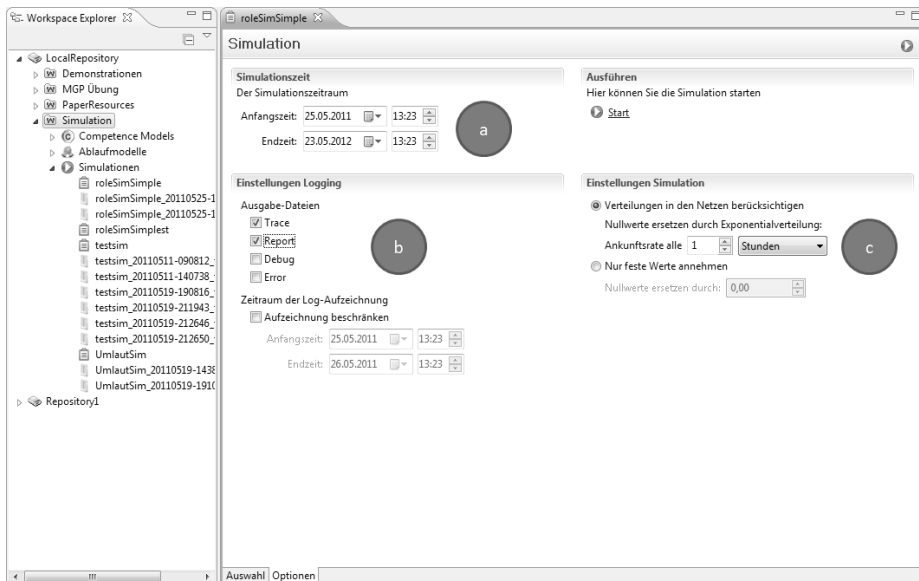 Workspace Explorer
LocalRepository
Demonstrationen
MGP Übung
PaperResources
Simulation
Competence Models
Ablaufmodelle
Simulationen
roleSimSimple
roleSimSimple_20110525-1
roleSimSimple_20110525-1
roleSimSimplest
testsim
testsim_20110511-090812_
testsim_20110511-140738_
testsim_20110519-190816_
testsim_20110519-211943_
testsim_20110519-212646_
testsim_20110519-212650_
UmlautSim
UmlautSim_20110519-1438
UmlautSim_20110519-1910
Repository1
roleSimSimple
Simulation
Simulationszeit
Der Simulationszeitraum
Anfangszeit: 25.05.2011 13:23
Endzeit: 23.05.2012 13:23
a
Ausführen
Hier können Sie die Simulation starten
Start
Einstellungen Logging
Ausgabe-Dateien
Trace
Report
Debug
Error
b
Zeitraum der Log-Aufzeichnung
Aufzeichnung beschränken
Anfangszeit: 25.05.2011 13:23
Endzeit: 26.05.2011 13:23
Einstellungen Simulation
Verteilungen in den Netzen berücksichtigen
Nullwerte ersetzen durch Exponentialverteilung:
Ankunftsrate alle 1 Stunden
c
Nur feste Werte annehmen
Nullwerte ersetzen durch: 0,00
Auswahl Optionen